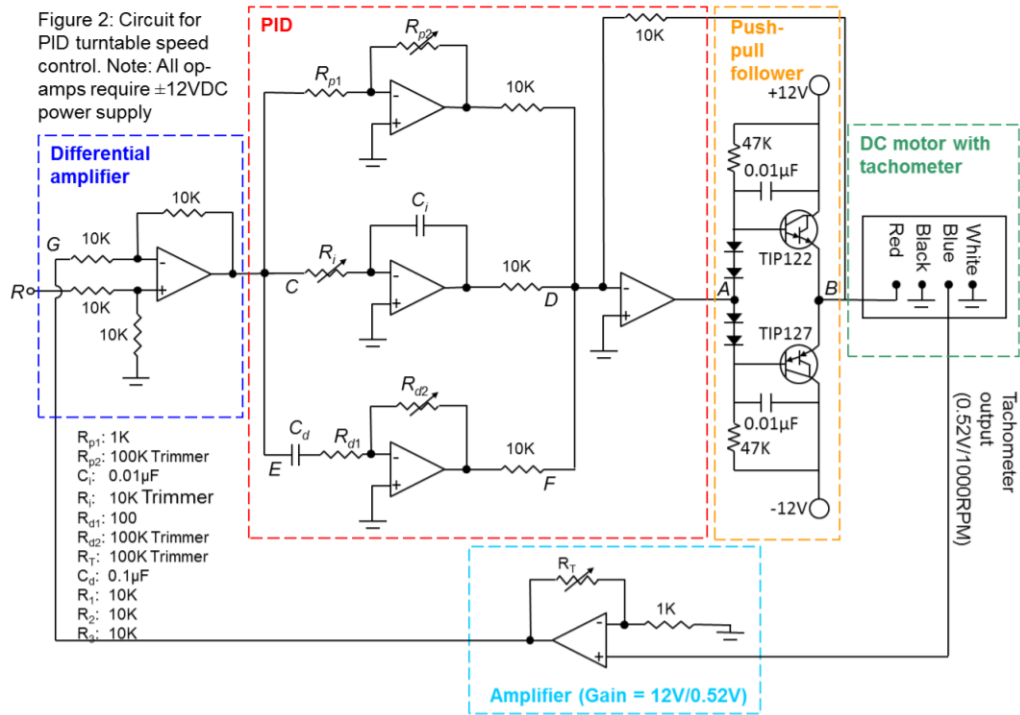 Figure 2: Circuit for
PID turntable speed
control. Note: All op-
amps require ±12VDC
power supply
PID
Rp2
Rp1
-
+
10K
10K
Push-
pull
follower
+12V
47K
0.01µF
TIP122
A
B
TIP127
0.01µF
47K
-12V
DC motor with
tachometer
Red
Black
Blue
White
Differential
amplifier
G
10K
10K
-
+
R
10K
10K
C
Ri
Ci
-
+
10K
D
-
+
E
Cd
Rd1
Rd2
-
+
10K
F
Tachometer
output
(0.52V/1000RPM)
Rp1: 1K
Rp2: 100K Trimmer
Ci: 0.01µF
Ri: 10K Trimmer
Rd1: 100
Rd2: 100K Trimmer
RT: 100K Trimmer
Cd: 0.1µF
R1: 10K
R2: 10K
R3: 10K
RT
1K
-
+
Amplifier (Gain = 12V/0.52V)